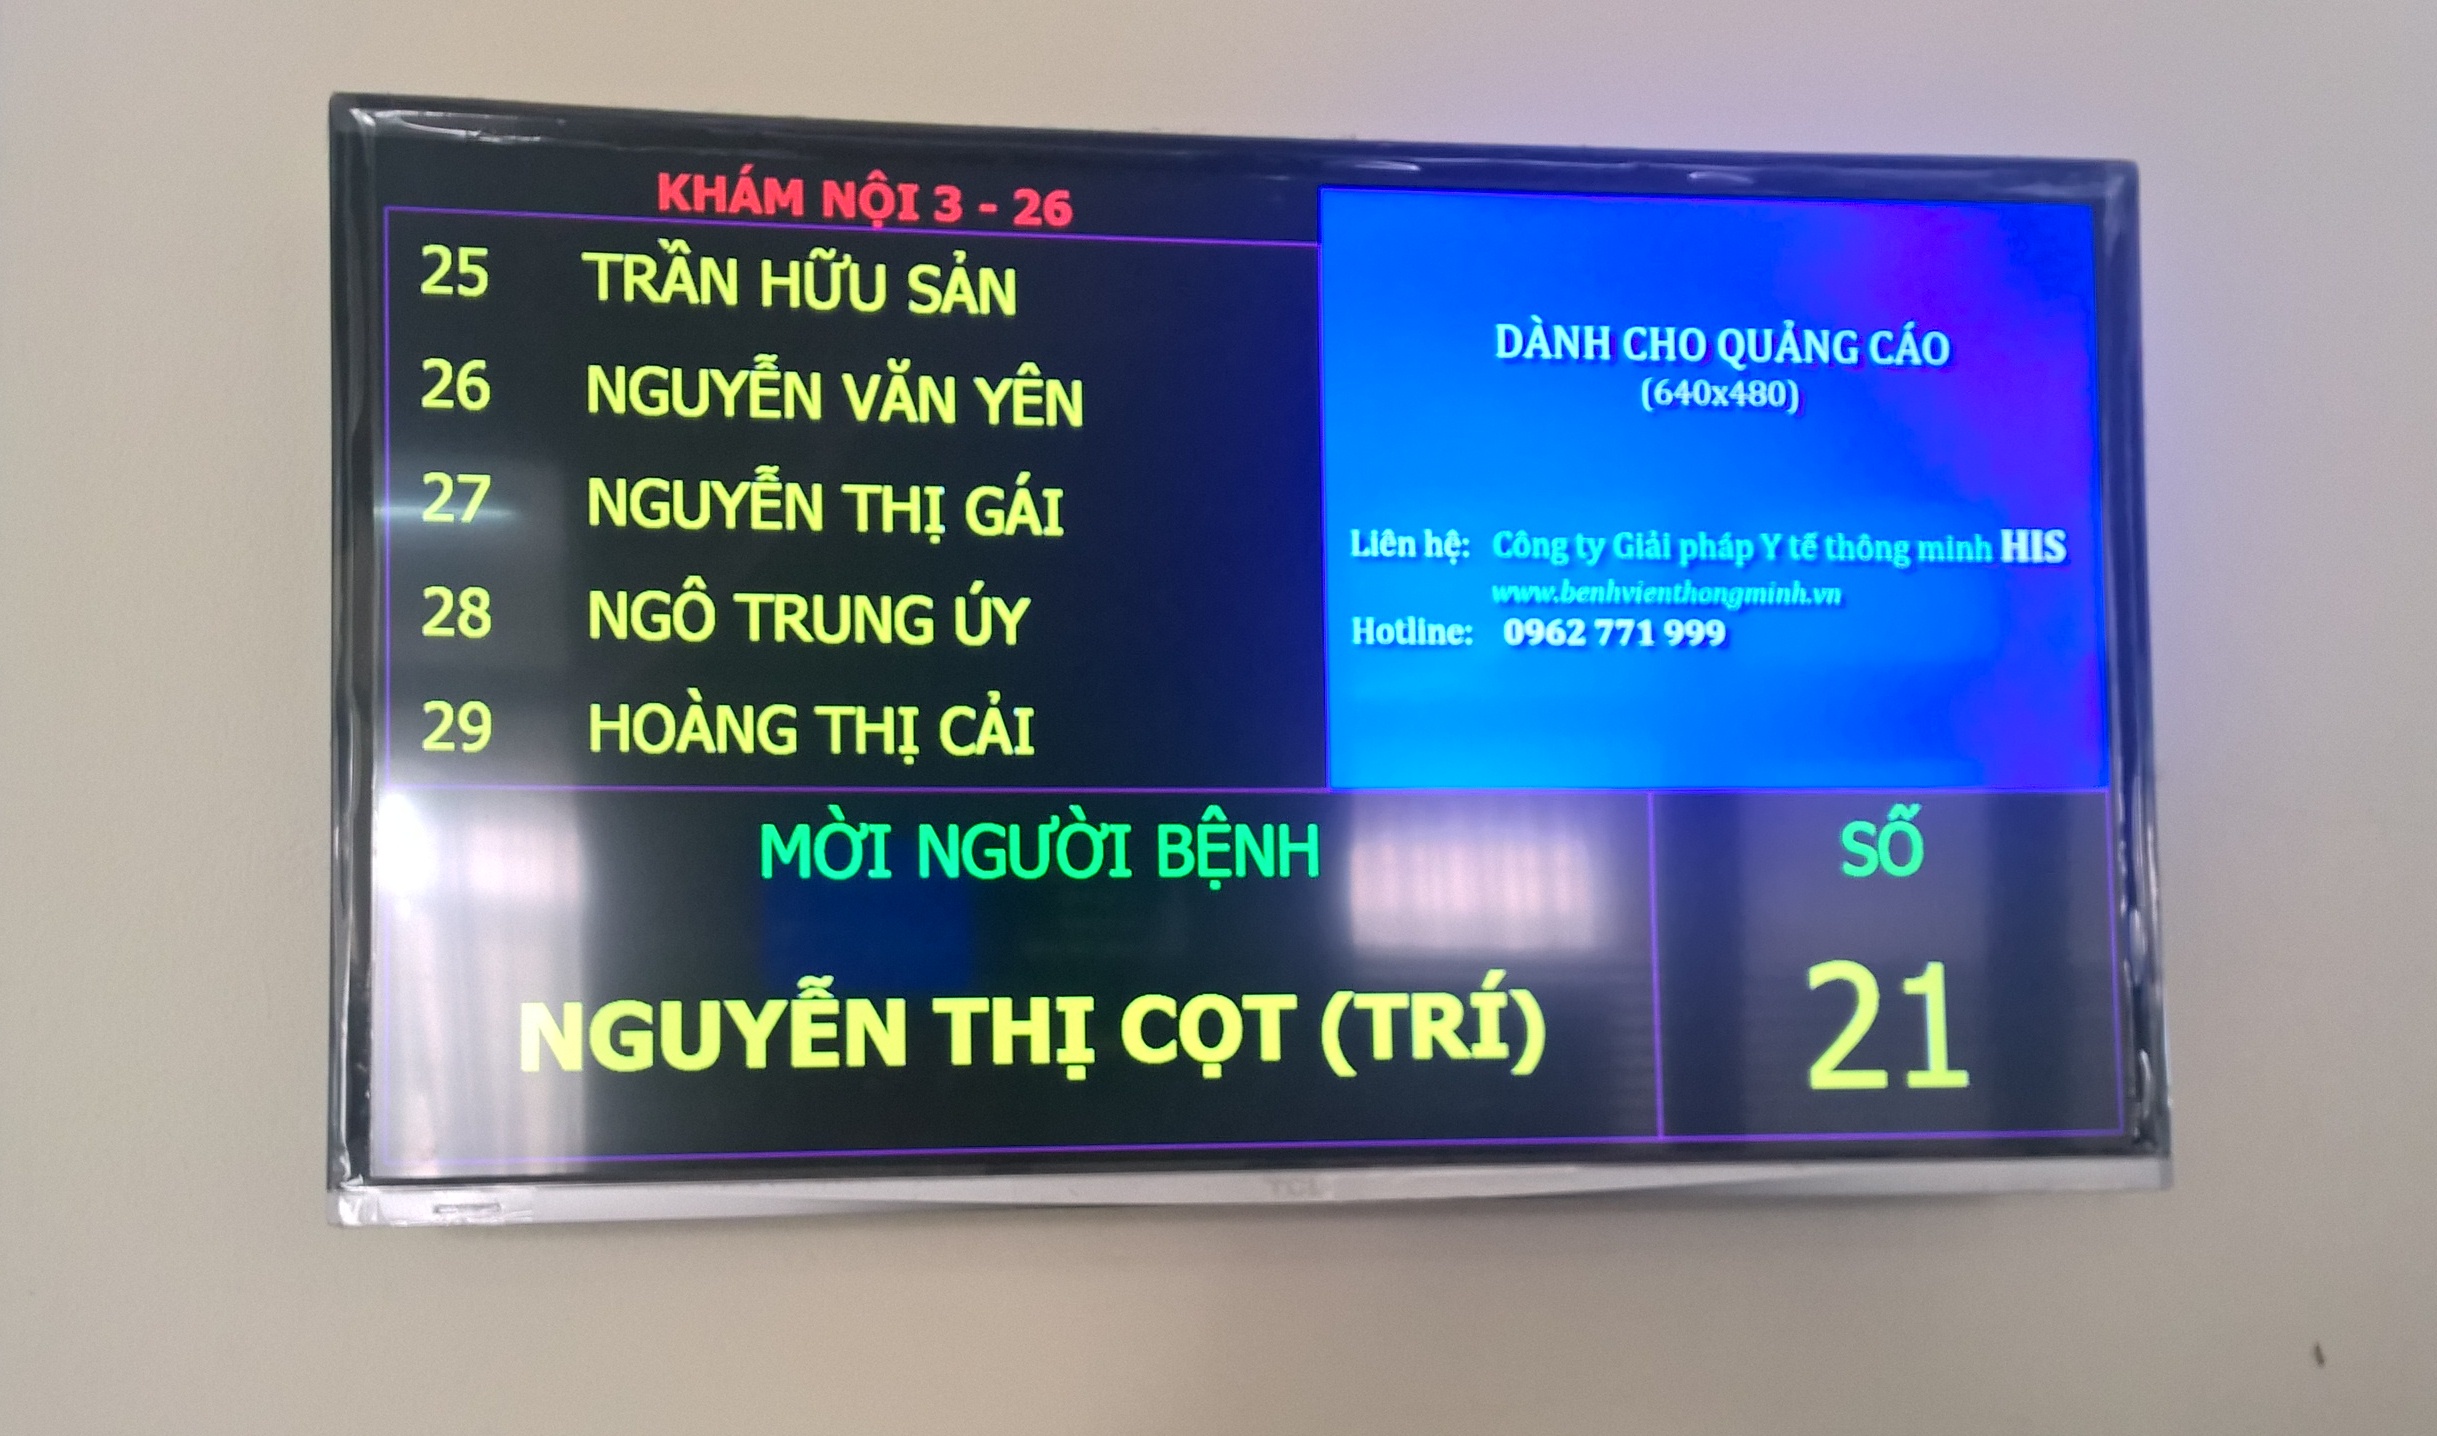 KHÁM NỘI 3 - 26
25 TRẦN HỮU SẢN
26 NGUYỄN VĂN YÊN
27 NGUYỄN THỊ GÁI
28 NGÔ TRUNG ÚY
29 HOÀNG THỊ CẢI
DÀNH CHO QUẢNG CÁO
(640x480)
Liên hệ: Công ty Giải pháp Y tế thông minh HIS
www.benhvienthongminh.vn
Hotline: 0962 771 999
MỜI NGƯỜI BỆNH
NGUYỄN THỊ CỌT (TRÍ)
SỐ
21
TCL